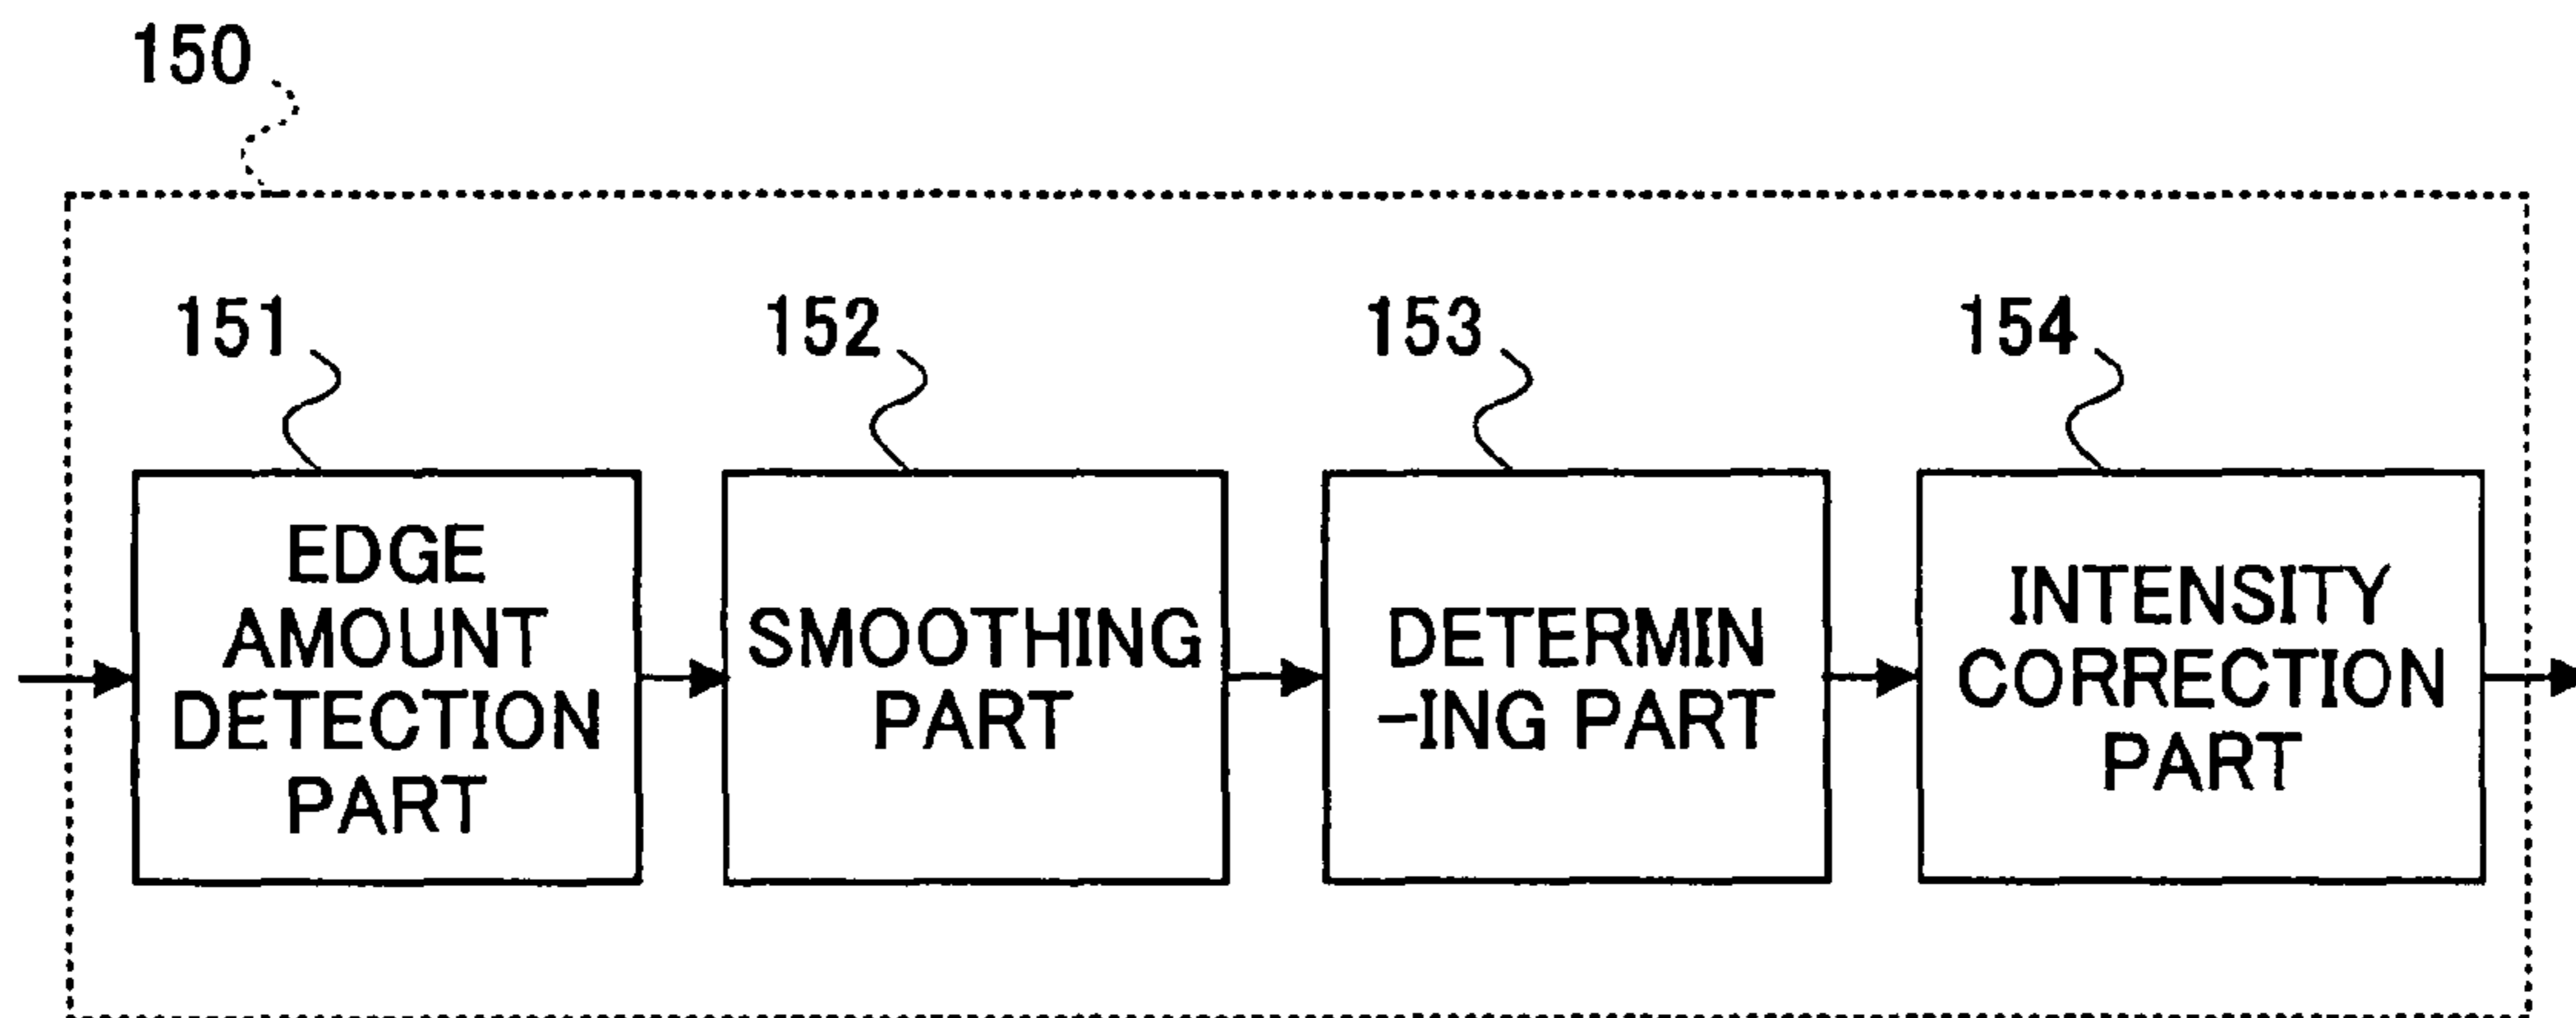 150
151
152
153
154
EDGE
AMOUNT
DETECTION
PART
SMOOTHING
PART
DETERMIN
-ING PART
INTENSITY
CORRECTION
PART